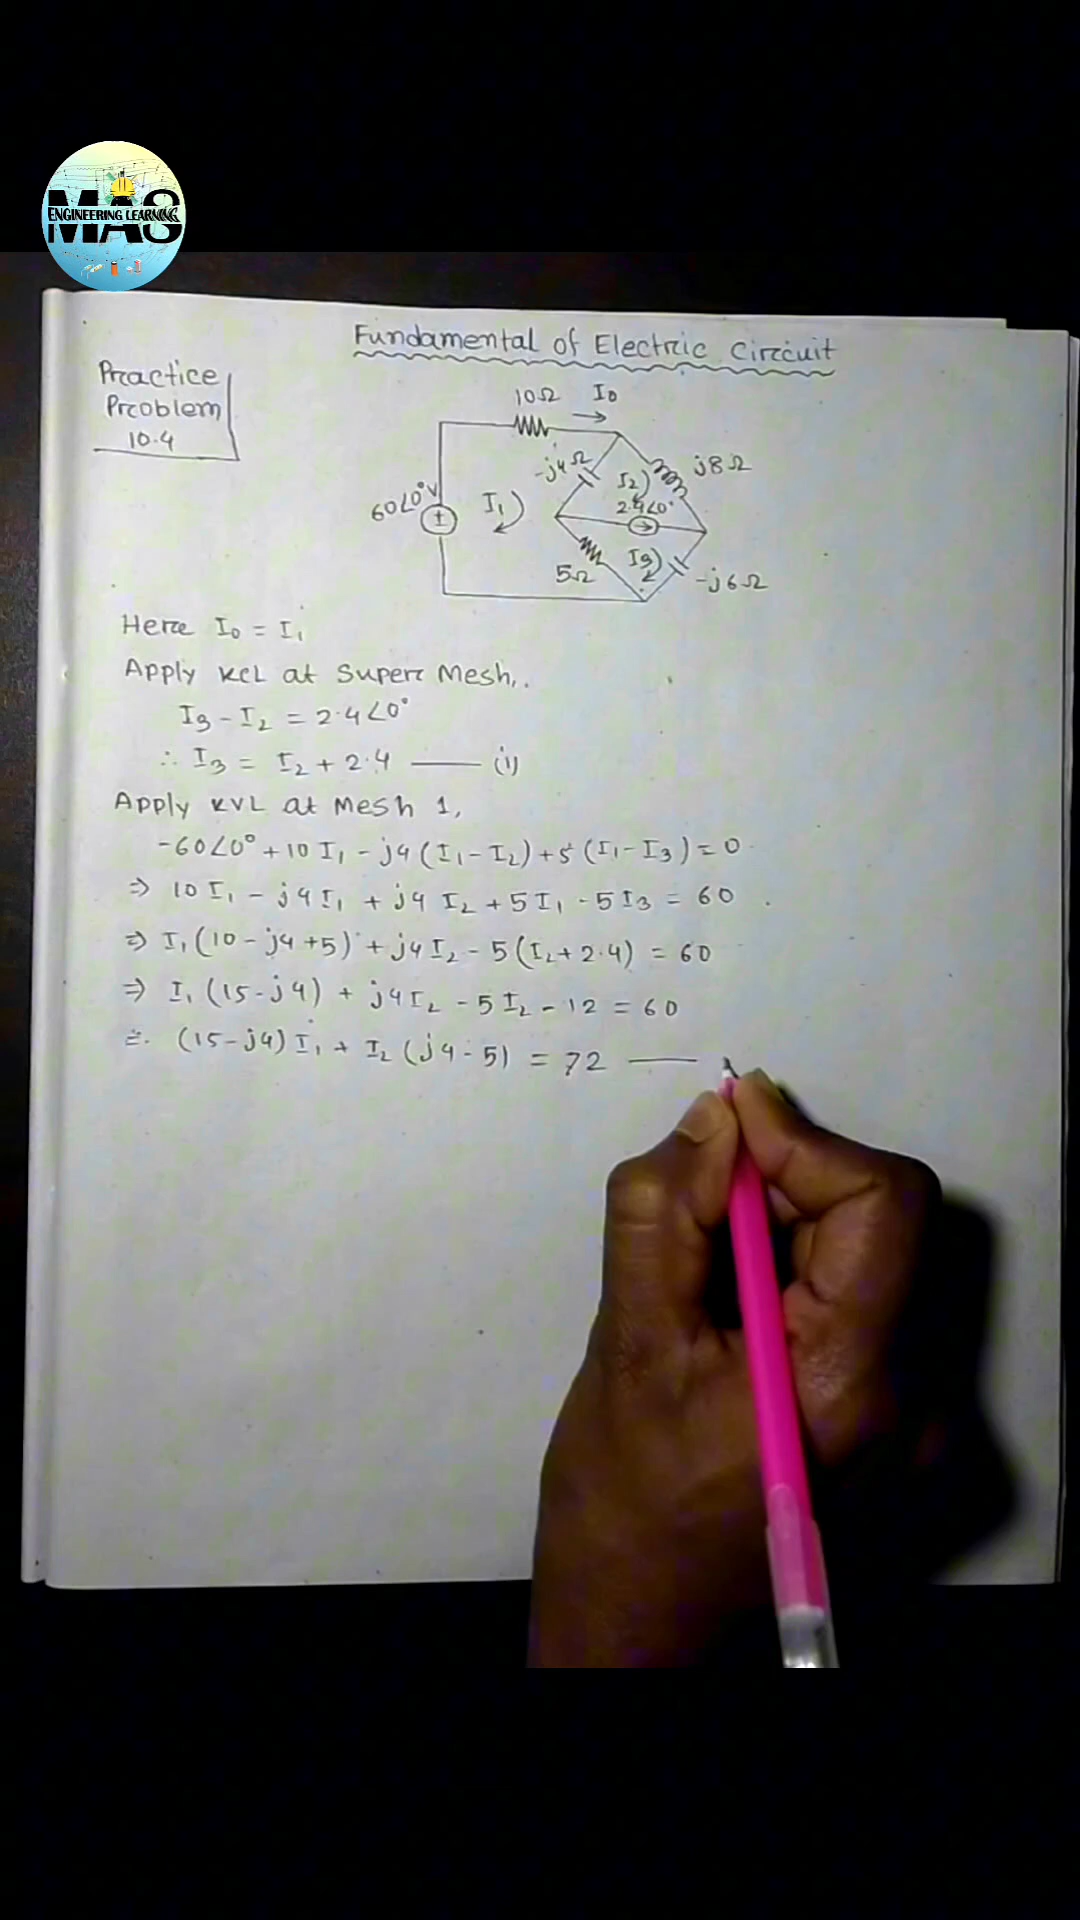 MAS
ENGINEERING LEARNING
Fundamental of Electric Circuit
Practice
Problem
10.4
10Ω I₀
-j4Ω
j8Ω
I₂
60∠0°V
I₁
2.4∠0°
+
I₃
5Ω
-j6Ω
Here I₀ = I₁
Apply KCL at Super Mesh,.
I₃ - I₂ = 2.4∠0°
∴ I₃ = I₂ + 2.4 —— (i)
Apply KVL at Mesh 1,
-60∠0° + 10 I₁ - j4 (I₁ - I₂) + 5 (I₁ - I₃) = 0
⇒ 10 I₁ - j4 I₁ + j4 I₂ + 5 I₁ - 5 I₃ = 60
⇒ I₁ (10 - j4 + 5) + j4 I₂ - 5 (I₂ + 2.4) = 60
⇒ I₁ (15 - j4) + j4 I₂ - 5 I₂ - 12 = 60
∴ (15 - j4) I₁ + I₂ (j4 - 5) = 72 ——